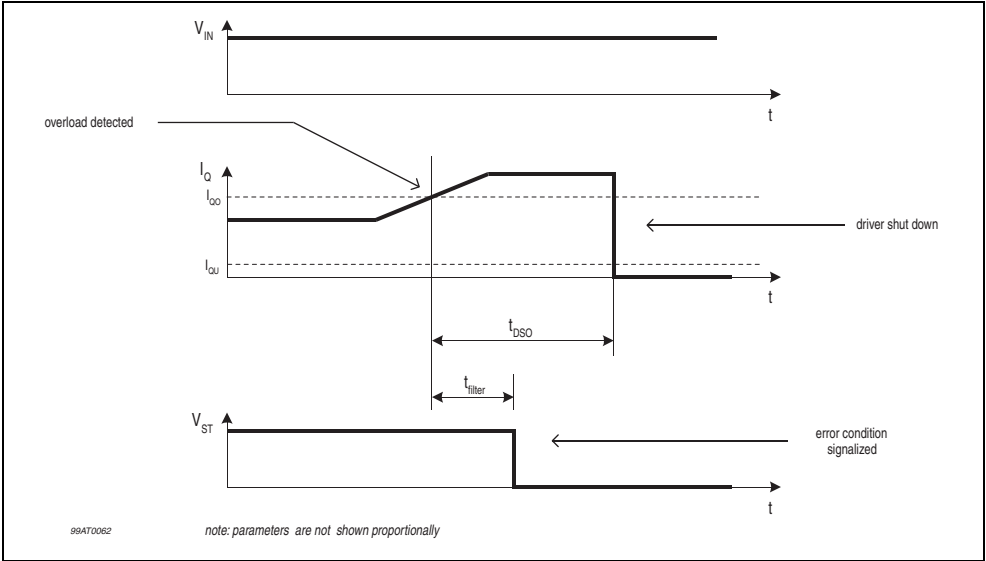 V_IN
t
overload detected
I_Q
I_QO
driver shut down
I_QU
t
t_DSO
t_filter
V_ST
error condition
signalized
t
99AT0062
note: parameters are not shown proportionally